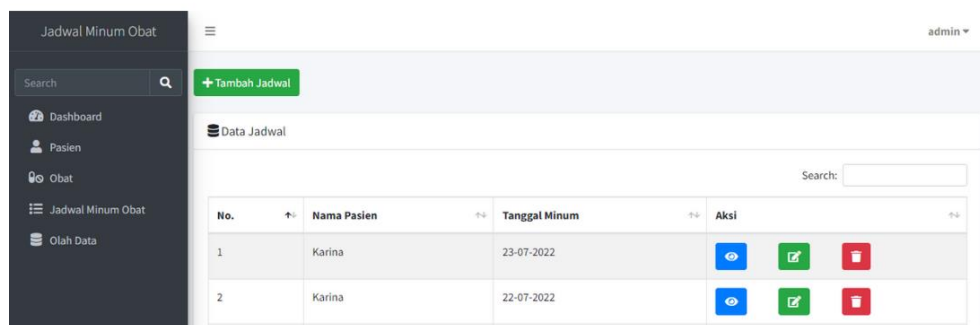 Jadwal Minum Obat
admin
Search
Tambah Jadwal
Dashboard
Data Jadwal
Pasien
Obat
Search:
Jadwal Minum Obat
No. Nama Pasien Tanggal Minum Aksi
Olah Data
1 Karina 23-07-2022
2 Karina 22-07-2022